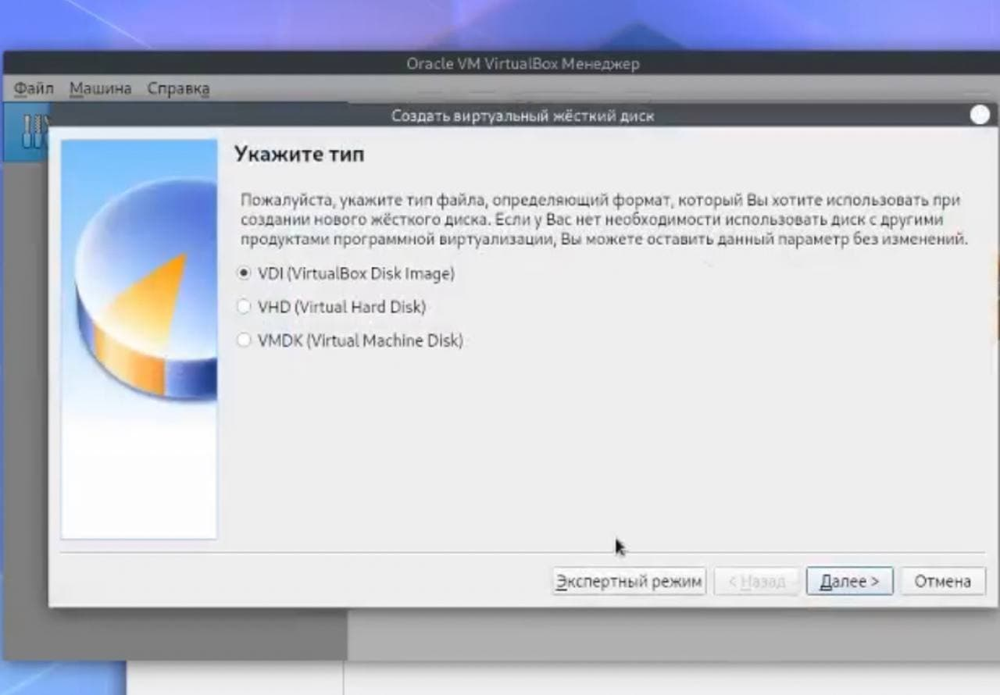 Oracle VM VirtualBox Менеджер
Файл Машина Справка
Создать виртуальный жёсткий диск
Укажите тип
Пожалуйста, укажите тип файла, определяющий формат, который Вы хотите использовать при
создании нового жёсткого диска. Если у Вас нет необходимости использовать диск с другими
продуктами программной виртуализации, Вы можете оставить данный параметр без изменений.
VDI (VirtualBox Disk Image)
VHD (Virtual Hard Disk)
VMDK (Virtual Machine Disk)
Экспертный режим < Назад Далее > Отмена